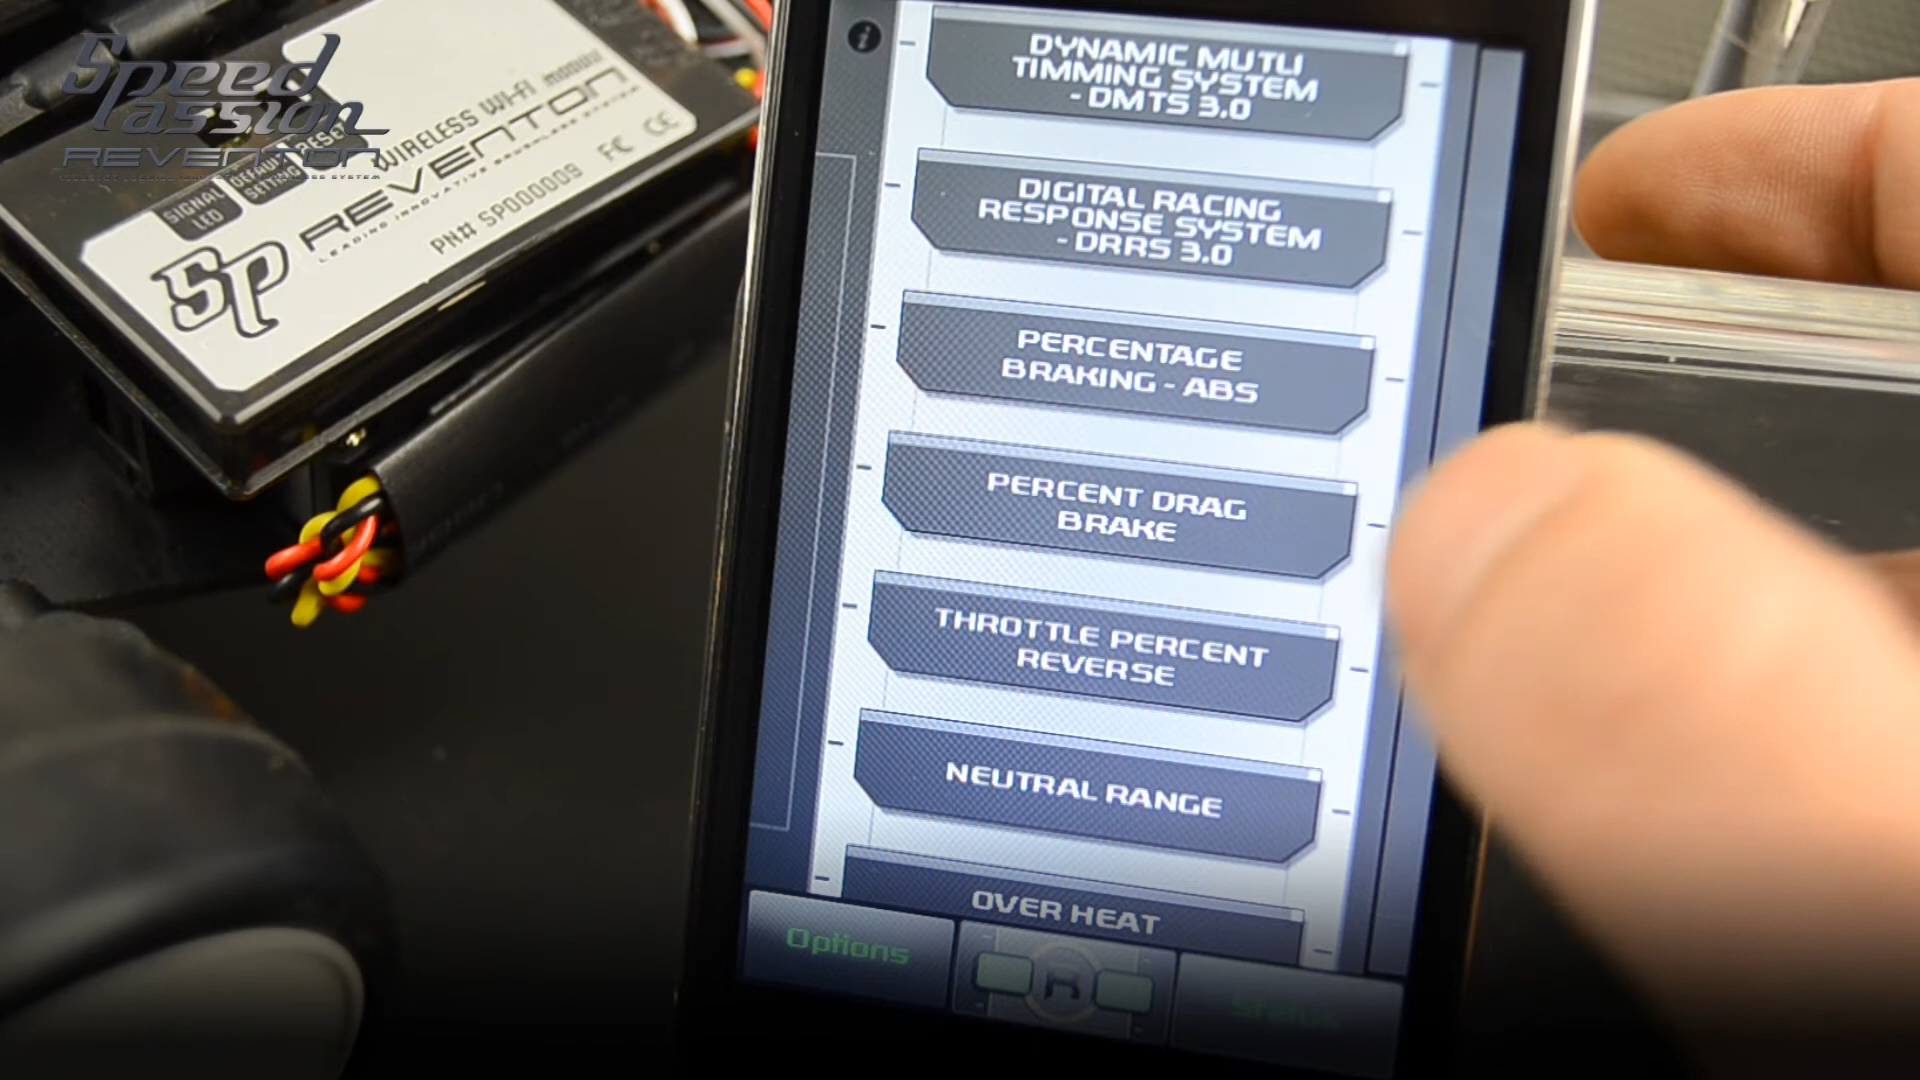 Speed
Passion
REVENTON
WIRELESS WI-FI MODULE
REVENTON
LEADING INNOVATIVE BRUSHLESS SYSTEM
SIGNAL
LED
DEFAULT
SETTING
RESET
SP
PN# SP000009
FC CE
i
DYNAMIC MUTLI
TIMMING SYSTEM
- DMTS 3.0
DIGITAL RACING
RESPONSE SYSTEM
- DRRS 3.0
PERCENTAGE
BRAKING - ABS
PERCENT DRAG
BRAKE
THROTTLE PERCENT
REVERSE
NEUTRAL RANGE
OVER HEAT
Options